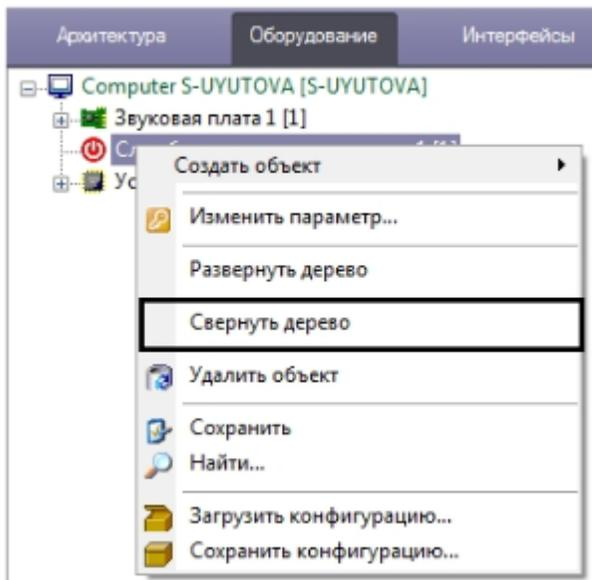 Архитектура
Оборудование
Интерфейсы
Computer S-UYUTOVA [S-UYUTOVA]
Звуковая плата 1 [1]
Создать объект
Изменить параметр...
Развернуть дерево
Свернуть дерево
Удалить объект
Сохранить
Найти...
Загрузить конфигурацию...
Сохранить конфигурацию...